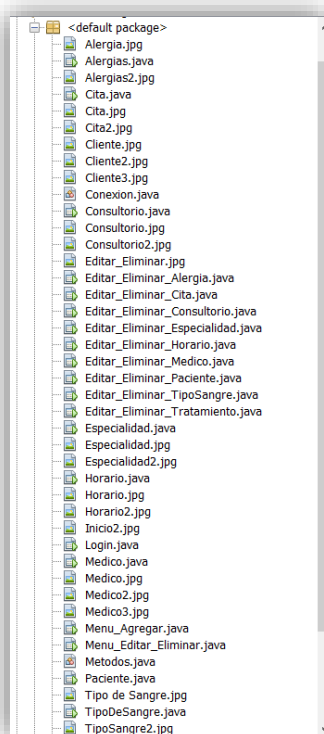 <default package>
Alergia.jpg
Alergias.java
Alergias2.jpg
Cita.java
Cita.jpg
Cita2.jpg
Cliente.jpg
Cliente2.jpg
Cliente3.jpg
Conexion.java
Consultorio.java
Consultorio.jpg
Consultorio2.jpg
Editar_Eliminar.jpg
Editar_Eliminar_Alergia.java
Editar_Eliminar_Cita.java
Editar_Eliminar_Consultorio.java
Editar_Eliminar_Especialidad.java
Editar_Eliminar_Horario.java
Editar_Eliminar_Medico.java
Editar_Eliminar_Paciente.java
Editar_Eliminar_TipoSangre.java
Editar_Eliminar_Tratamiento.java
Especialidad.java
Especialidad.jpg
Especialidad2.jpg
Horario.java
Horario.jpg
Horario2.jpg
Inicio2.jpg
Login.java
Medico.java
Medico.jpg
Medico2.jpg
Medico3.jpg
Menu_Agregar.java
Menu_Editar_Eliminar.java
Metodos.java
Paciente.java
Tipo de Sangre.jpg
TipoDeSangre.java
TipoSangre2.jpg